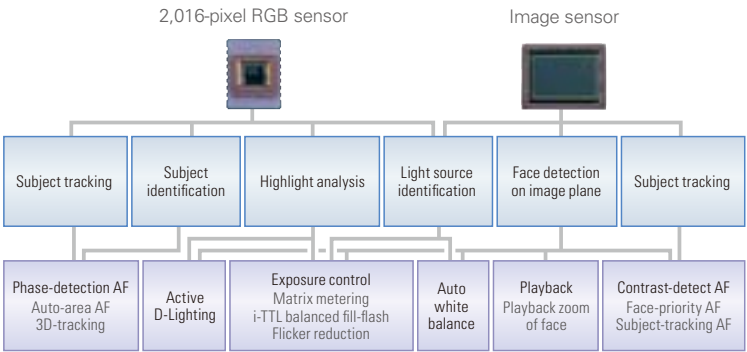 2,016-pixel RGB sensor
Image sensor
Subject tracking
Subject
identification
Highlight analysis
Light source
identification
Face detection
on image plane
Subject tracking
Phase-detection AF
Auto-area AF
3D-tracking
Active
D-Lighting
Exposure control
Matrix metering
i-TTL balanced fill-flash
Flicker reduction
Auto
white
balance
Playback
Playback zoom
of face
Contrast-detect AF
Face-priority AF
Subject-tracking AF